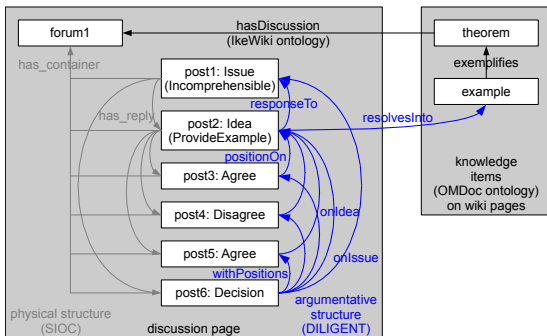 forum1
hasDiscussion
(IkeWiki ontology)
theorem
has_container
exemplifies
post1: Issue
(Incomprehensible)
example
responseTo
has_reply
post2: Idea
(ProvideExample)
resolvesInto
positionOn
post3: Agree
knowledge
items
(OMDoc ontology)
on wiki pages
post4: Disagree
onIdea
post5: Agree
onIssue
withPositions
post6: Decision
physical structure
(SIOC)
discussion page
argumentative
structure
(DILIGENT)